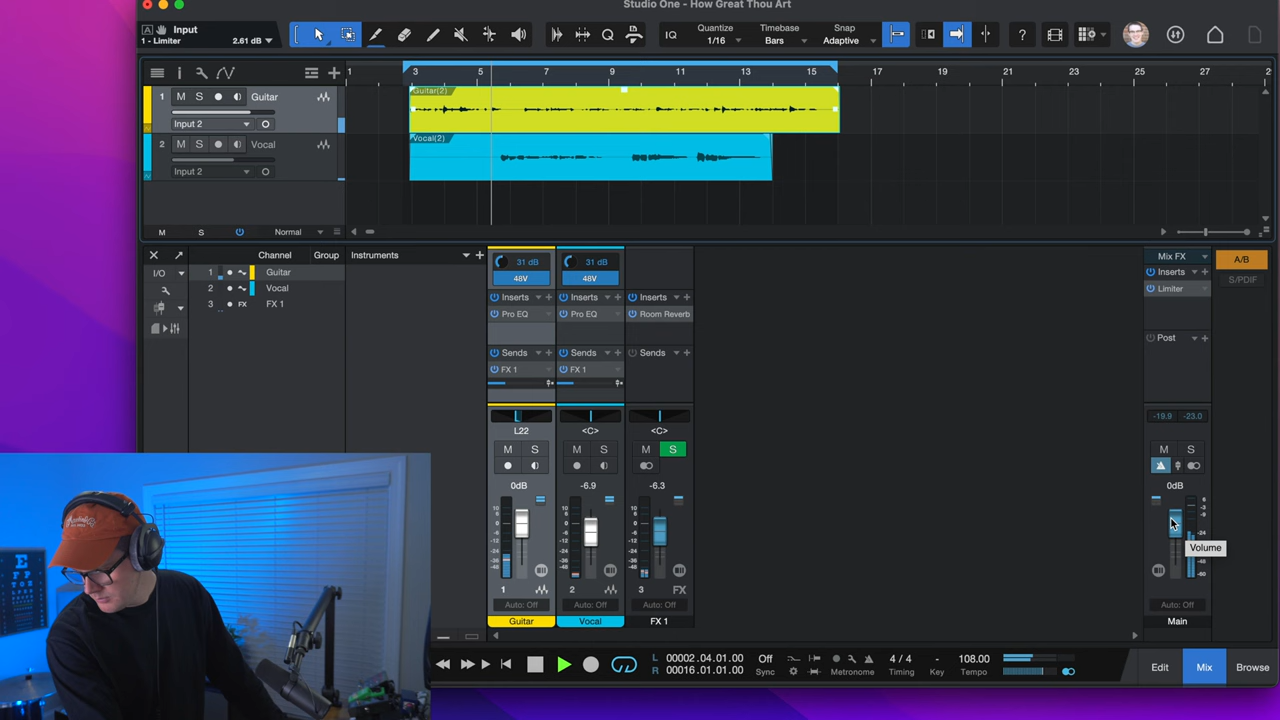 Studio One - How Great Thou Art
Input
1 - Limiter 2.61 dB
IQ
Quantize
1/16
Timebase
Bars
Snap
Adaptive
?
1 3 5 7 9 11 13 15 17 19 21 23 25 27 29
1 M S Guitar
Input 2
2 M S Vocal
Input 2
Guitar(2)
Vocal(2)
M S Normal
Channel Group Instruments
I/O
1 Guitar
2 Vocal
3 FX FX 1
31 dB 31 dB
48V 48V
Inserts Inserts Inserts
Pro EQ Pro EQ Room Reverb
Sends Sends Sends
FX 1 FX 1
L22 <C> <C>
M S M S M S
0dB -6.9 -6.3
1 2 3 FX
Auto: Off Auto: Off Auto: Off
Guitar Vocal FX 1
Mix FX
Inserts
Limiter
Post
-19.9 -23.0
M S
0dB
Volume
Auto: Off
Main
A/B
S/PDIF
L 00002.04.01.00
R 00016.01.01.00
Off
Sync
Metronome
4 / 4
Timing
-
Key
108.00
Tempo
Edit Mix Browse